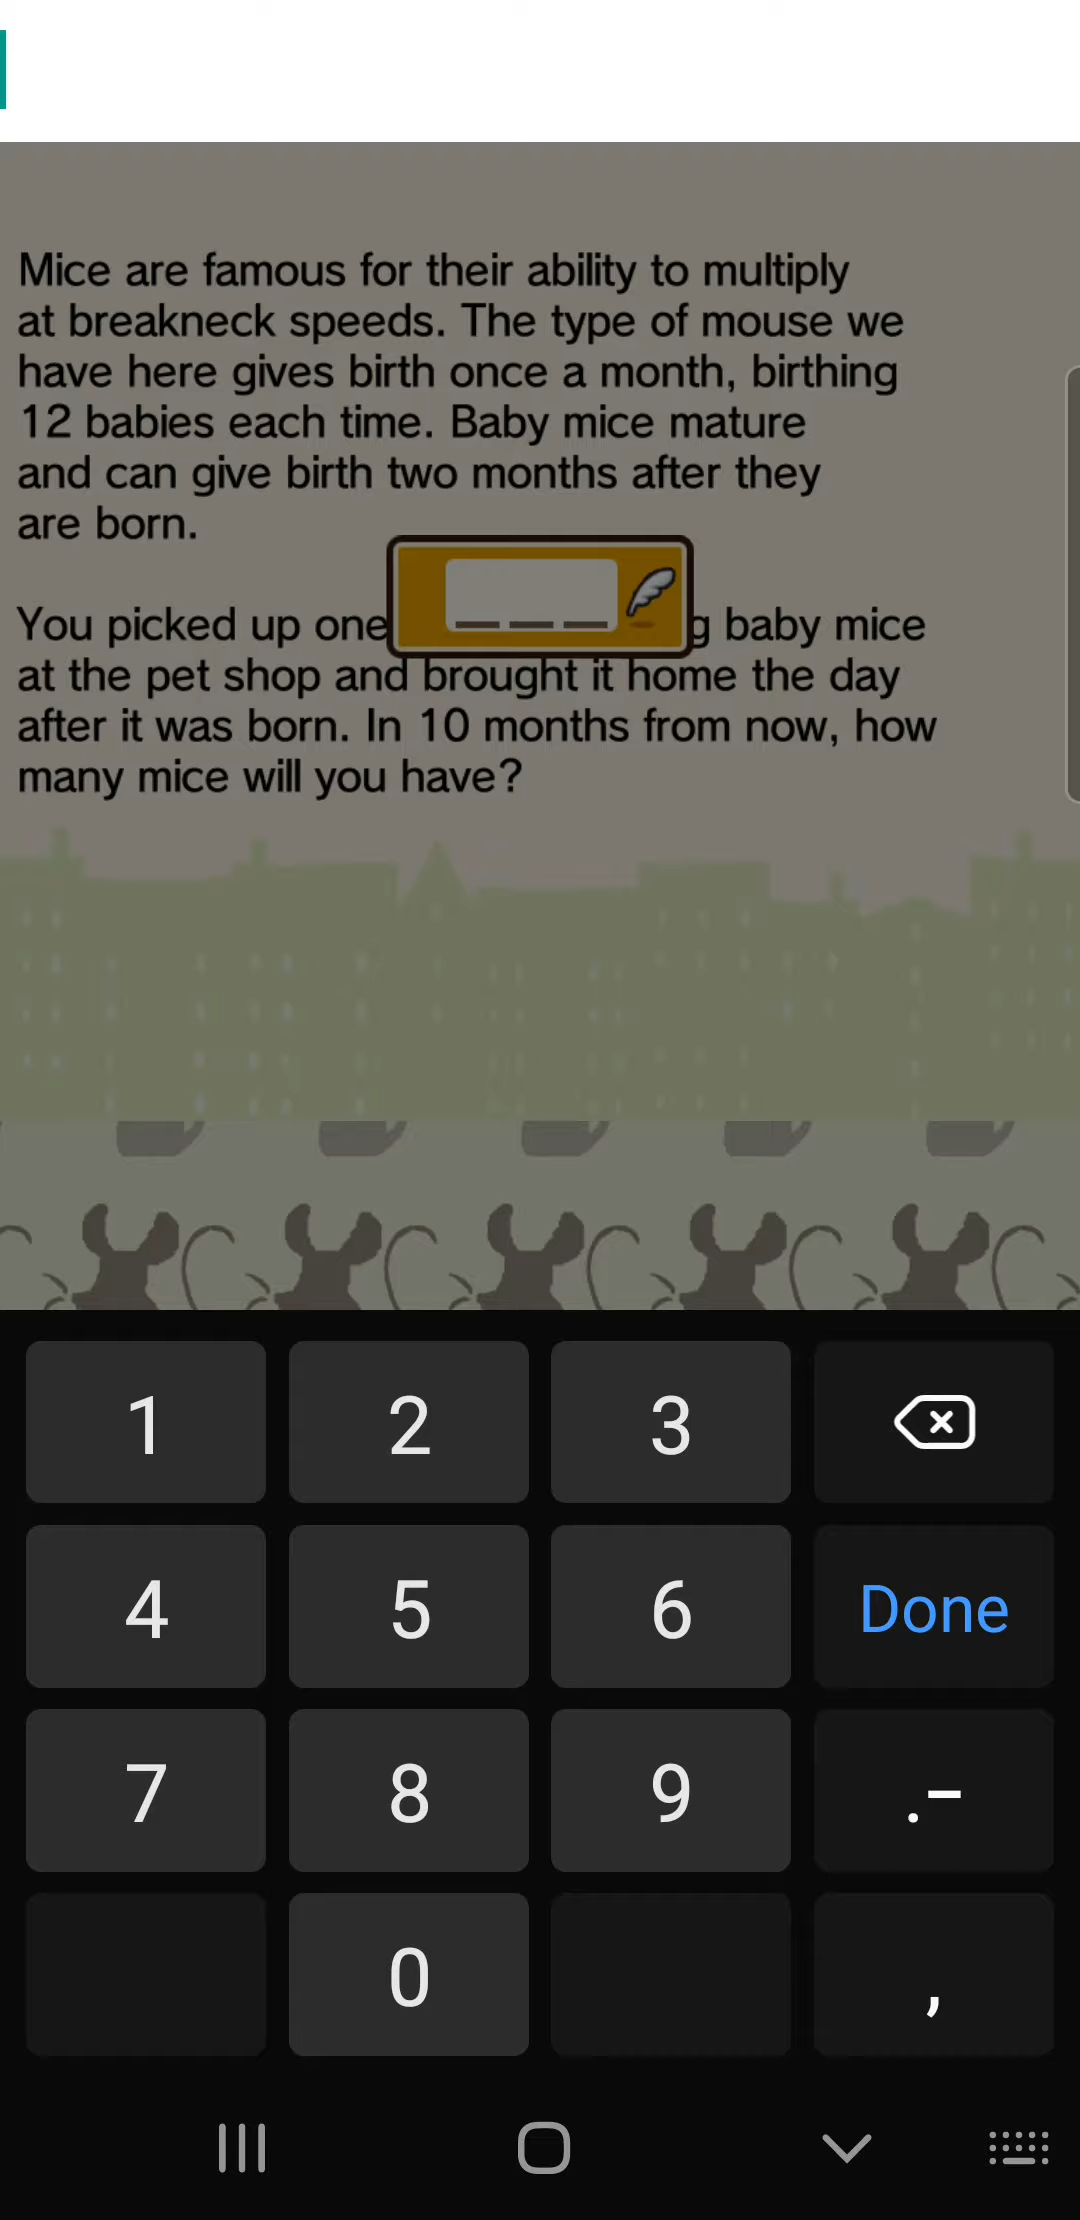 Mice are famous for their ability to multiply
at breakneck speeds. The type of mouse we
have here gives birth once a month, birthing
12 babies each time. Baby mice mature
and can give birth two months after they
are born.
You picked up one g baby mice
at the pet shop and brought it home the day
after it was born. In 10 months from now, how
many mice will you have?
1 2 3
4 5 6 Done
7 8 9 .-
0 ,